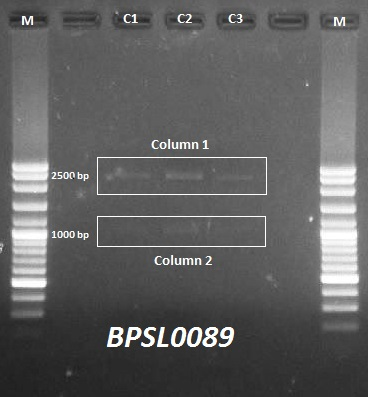 M C1 C2 C3 M
Column 1
2500 bp
1000 bp
Column 2
BPSL0089